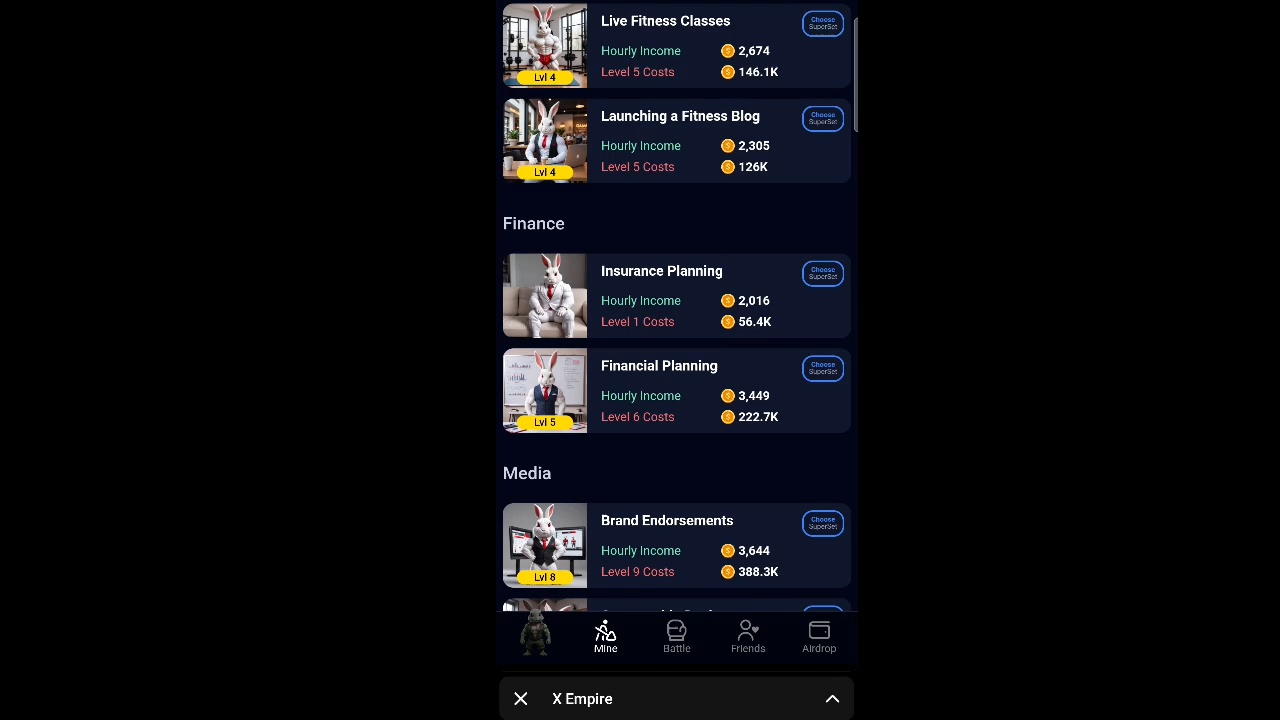 Live Fitness Classes
Choose
SuperSet
Hourly Income 2,674
Level 5 Costs 146.1K
Lvl 4
Launching a Fitness Blog
Choose
SuperSet
Hourly Income 2,305
Level 5 Costs 126K
Lvl 4
Finance
Insurance Planning
Choose
SuperSet
Hourly Income 2,016
Level 1 Costs 56.4K
Financial Planning
Choose
SuperSet
Hourly Income 3,449
Level 6 Costs 222.7K
Lvl 5
Media
Brand Endorsements
Choose
SuperSet
Hourly Income 3,644
Level 9 Costs 388.3K
Lvl 8
Mine Battle Friends Airdrop
X Empire